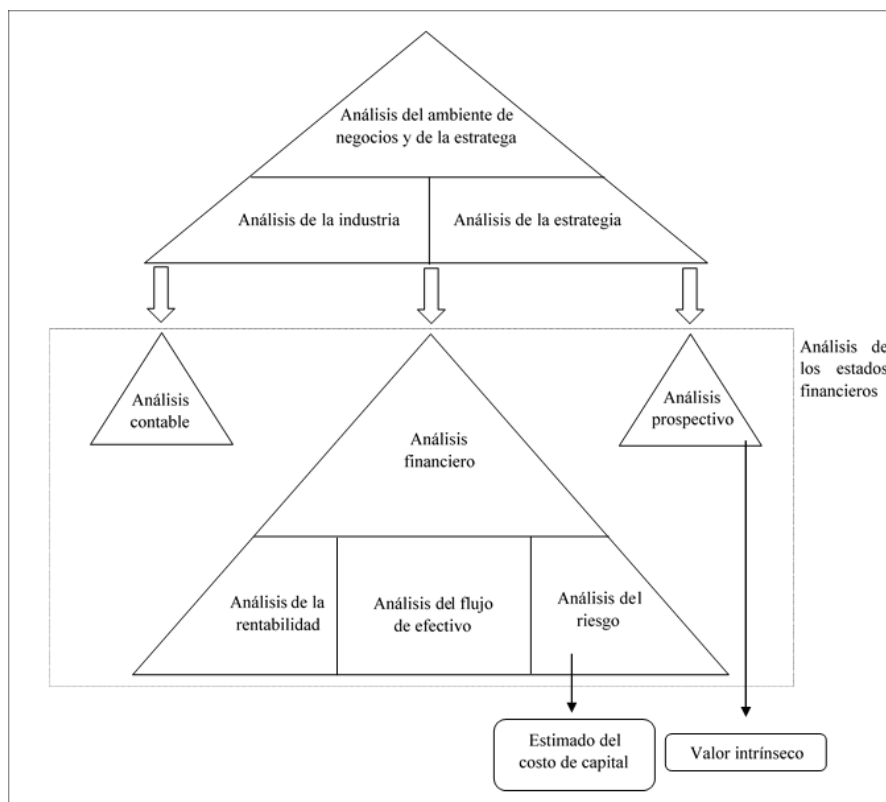 Análisis del ambiente de
negocios y de la estratega
Análisis de la industria
Análisis de la estrategia
Análisis de
los estados
financieros
Análisis
contable
Análisis
financiero
Análisis
prospectivo
Análisis de la
rentabilidad
Análisis del flujo
de efectivo
Análisis del
riesgo
Estimado del
costo de capital
Valor intrínseco